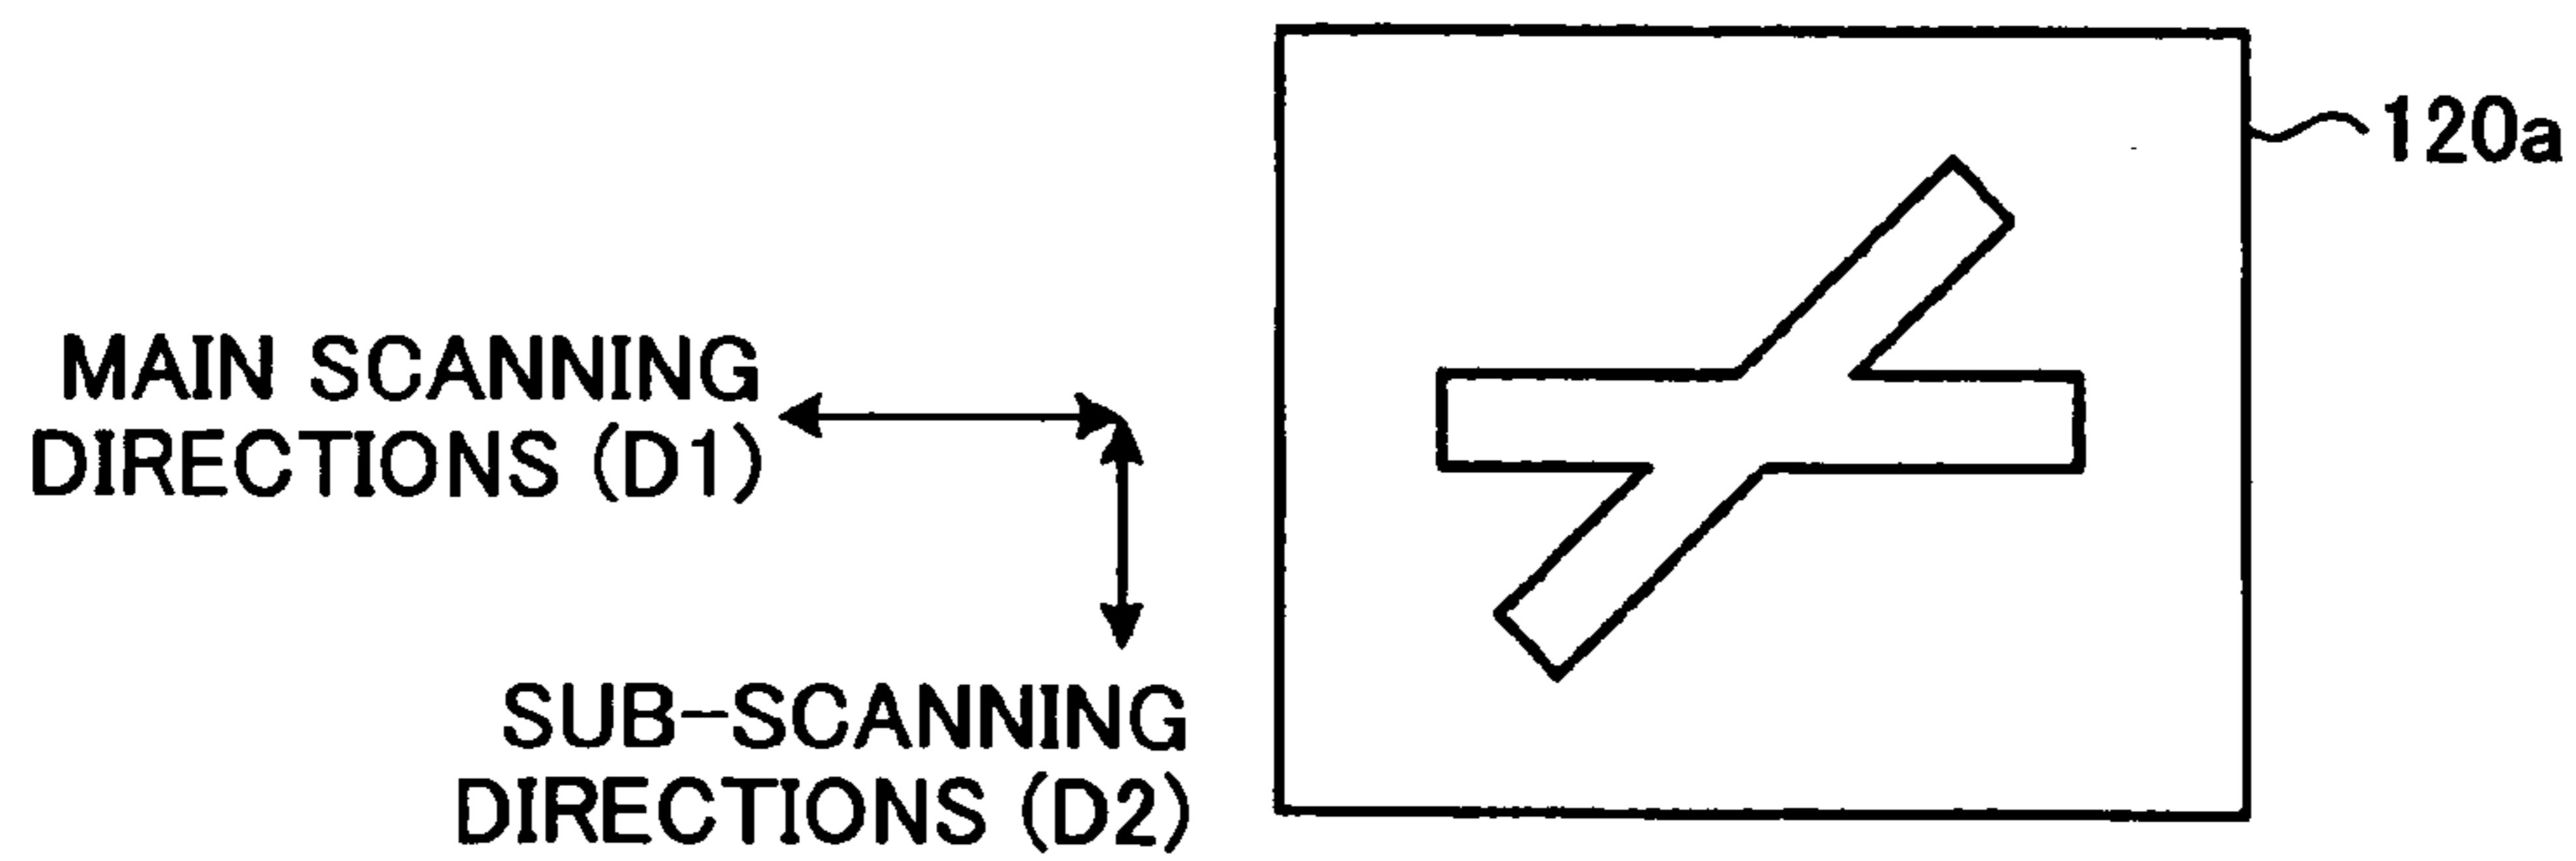 120a
MAIN SCANNING
DIRECTIONS (D1)
SUB-SCANNING
DIRECTIONS (D2)